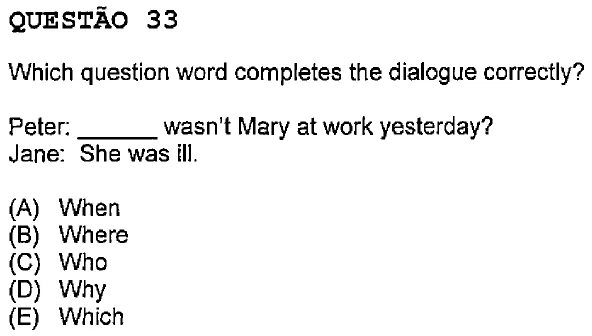 QUESTÃO 33
Which question word completes the dialogue correctly?
Peter: ______ wasn't Mary at work yesterday?
Jane: She was ill.
(A) When
(B) Where
(C) Who
(D) Why
(E) Which